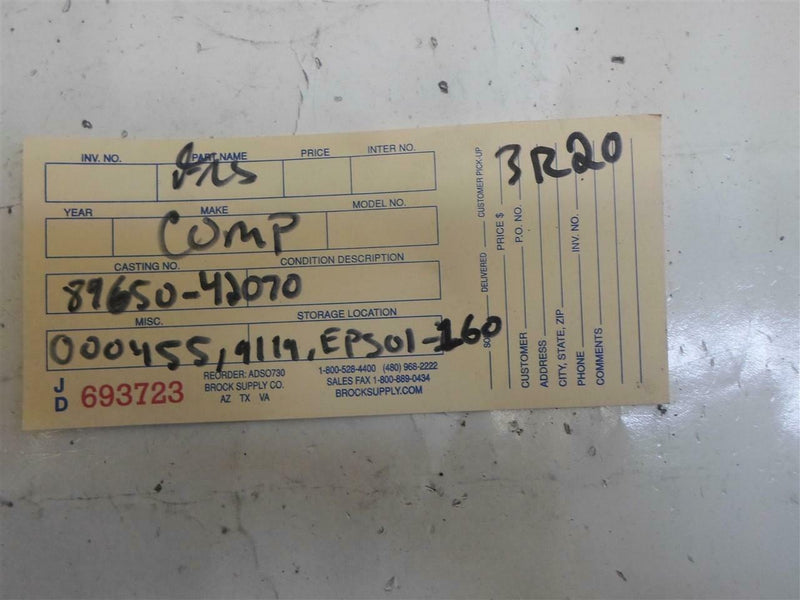 INV. NO. PART NAME PRICE INTER NO.
YEAR MAKE MODEL NO.
COMP
CASTING NO. CONDITION DESCRIPTION
89650-42070
MISC. STORAGE LOCATION
000455, 9119, EPS01-160
JD 693723
REORDER: ADSO730
BROCK SUPPLY CO.
AZ TX VA
1-800-528-4400 (480) 968-2222
SALES FAX 1-800-889-0434
BROCKSUPPLY.COM
3R20
DELIVERED CUSTOMER PICK-UP
PRICE $
CUSTOMER P.O. NO.
ADDRESS
CITY, STATE, ZIP
PHONE INV. NO.
COMMENTS